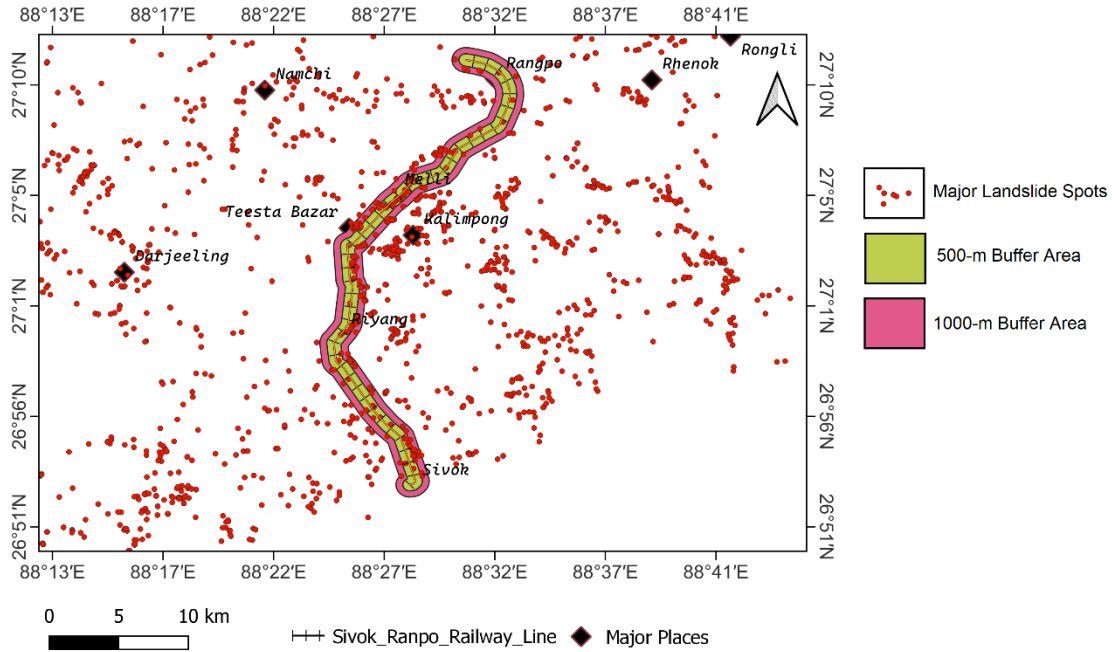 88°13′E 88°17′E 88°22′E 88°27′E 88°32′E 88°37′E 88°41′E
Rongli
Rangpo
Rhenok
Namchi
27°10′N
27°10′N
Melli
27°5′N
27°5′N
Teesta Bazar
Kalimpong
Darjeeling
27°1′N
27°1′N
Riyang
26°56′N
26°56′N
Sivok
26°51′N
26°51′N
88°13′E 88°17′E 88°22′E 88°27′E 88°32′E 88°37′E 88°41′E
Major Landslide Spots
500-m Buffer Area
1000-m Buffer Area
0 5 10 km
Sivok_Ranpo_Railway_Line
Major Places